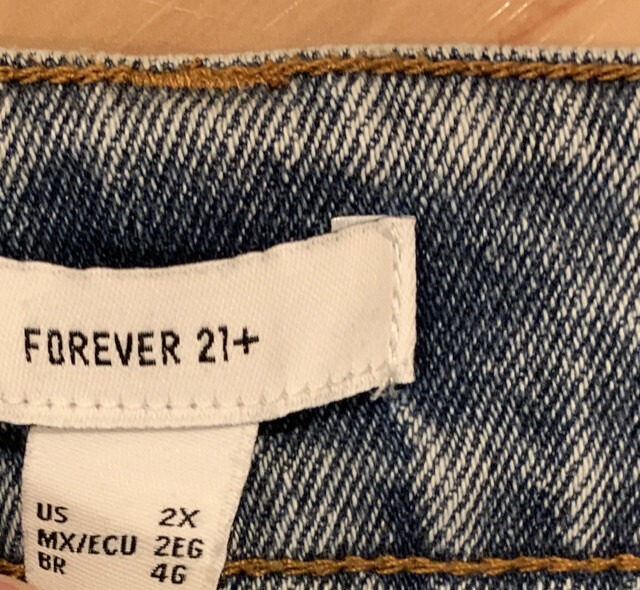 FOREVER 21+
US 2X
MX/ECU 2EG
BR 4G